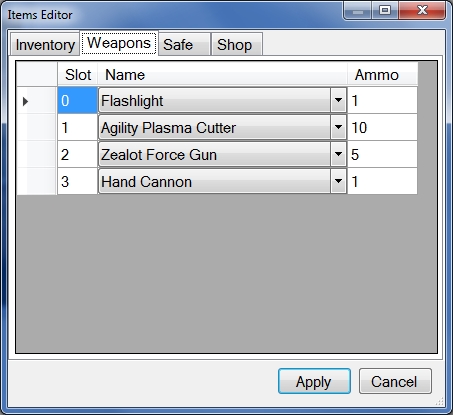 Items Editor
Inventory Weapons Safe Shop
Slot Name Ammo
0 Flashlight 1
1 Agility Plasma Cutter 10
2 Zealot Force Gun 5
3 Hand Cannon 1
Apply Cancel